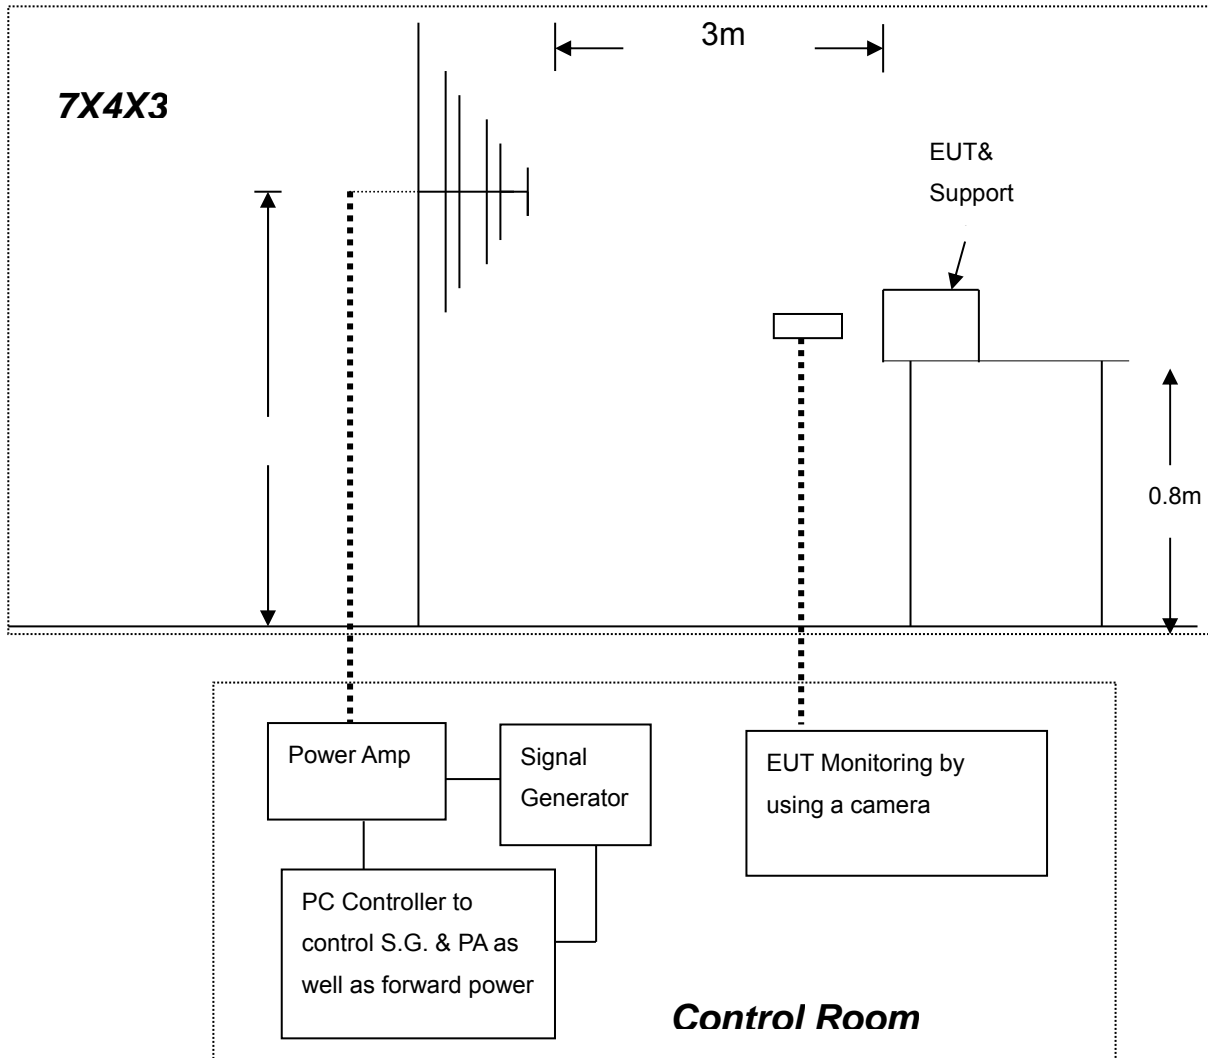 3m
7X4X3
EUT&
Support
0.8m
Power Amp
Signal
Generator
EUT Monitoring by
using a camera
PC Controller to
control S.G. & PA as
well as forward power
Control Room